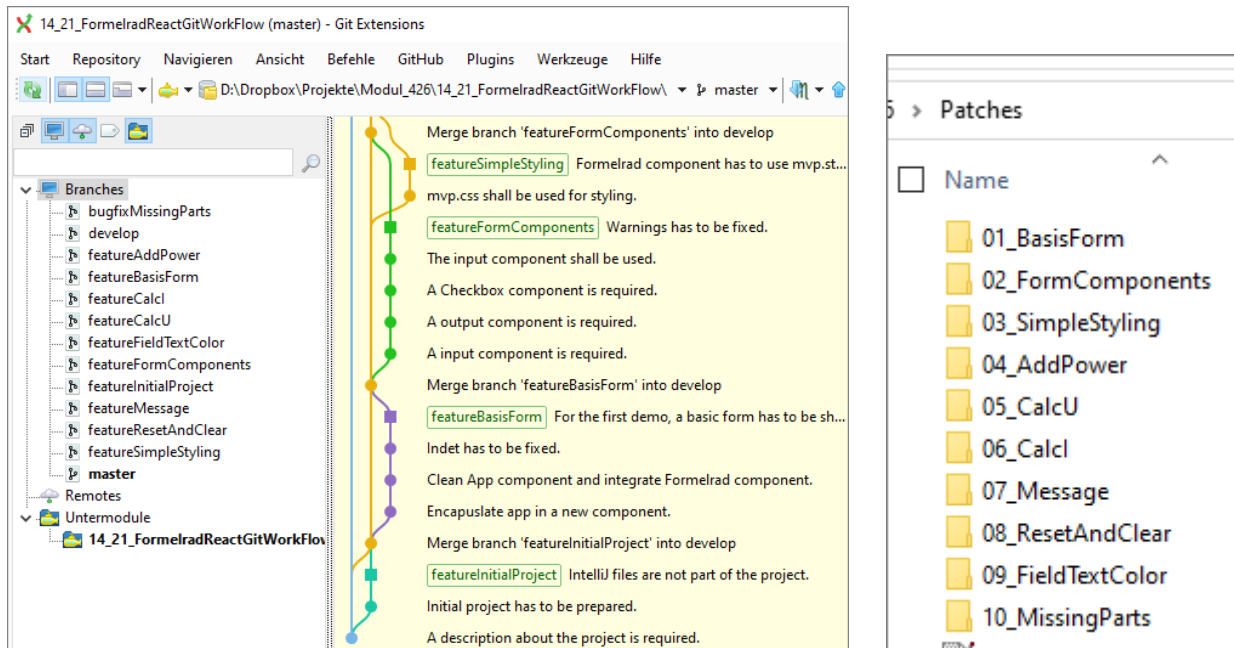 14_21_FormelradReactGitWorkFlow (master) - Git Extensions
Start Repository Navigieren Ansicht Befehle GitHub Plugins Werkzeuge Hilfe
D:\Dropbox\Projekte\Modul_426\14_21_FormelradReactGitWorkFlow\ master
Branches
bugfixMissingParts
develop
featureAddPower
featureBasisForm
featureCalcI
featureCalcU
featureFieldTextColor
featureFormComponents
featureInitialProject
featureMessage
featureResetAndClear
featureSimpleStyling
master
Remotes
Untermodule
14_21_FormelradReactGitWorkFlov
Merge branch 'featureFormComponents' into develop
featureSimpleStyling Formelrad component has to use mvp.st...
mvp.css shall be used for styling.
featureFormComponents Warnings has to be fixed.
The input component shall be used.
A Checkbox component is required.
A output component is required.
A input component is required.
Merge branch 'featureBasisForm' into develop
featureBasisForm For the first demo, a basic form has to be sh...
Indet has to be fixed.
Clean App component and integrate Formelrad component.
Encapuslate app in a new component.
Merge branch 'featureInitialProject' into develop
featureInitialProject IntelliJ files are not part of the project.
Initial project has to be prepared.
A description about the project is required.
Patches
Name
01_BasisForm
02_FormComponents
03_SimpleStyling
04_AddPower
05_CalcU
06_CalcI
07_Message
08_ResetAndClear
09_FieldTextColor
10_MissingParts